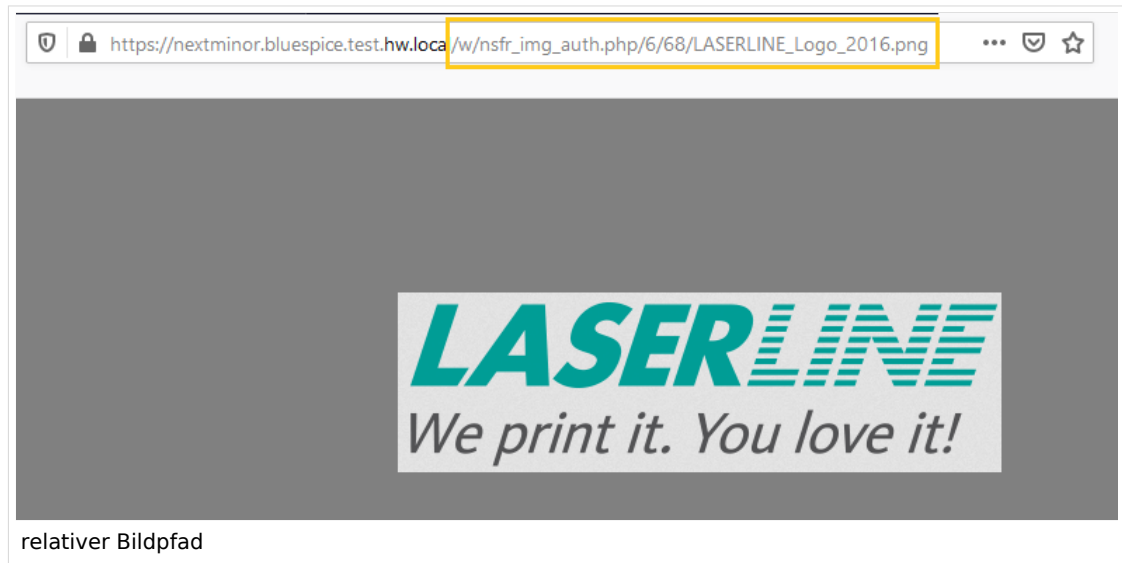 https://nextminor.bluespice.test.hw.loca/w/nsfr_img_auth.php/6/68/LASERLINE_Logo_2016.png
LASERLINE
We print it. You love it!
relativer Bildpfad